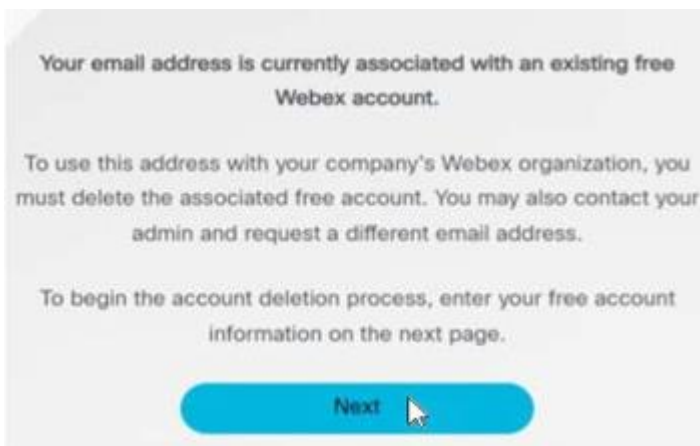 Your email address is currently associated with an existing free
Webex account.
To use this address with your company's Webex organization, you
must delete the associated free account. You may also contact your
admin and request a different email address.
To begin the account deletion process, enter your free account
information on the next page.
Next